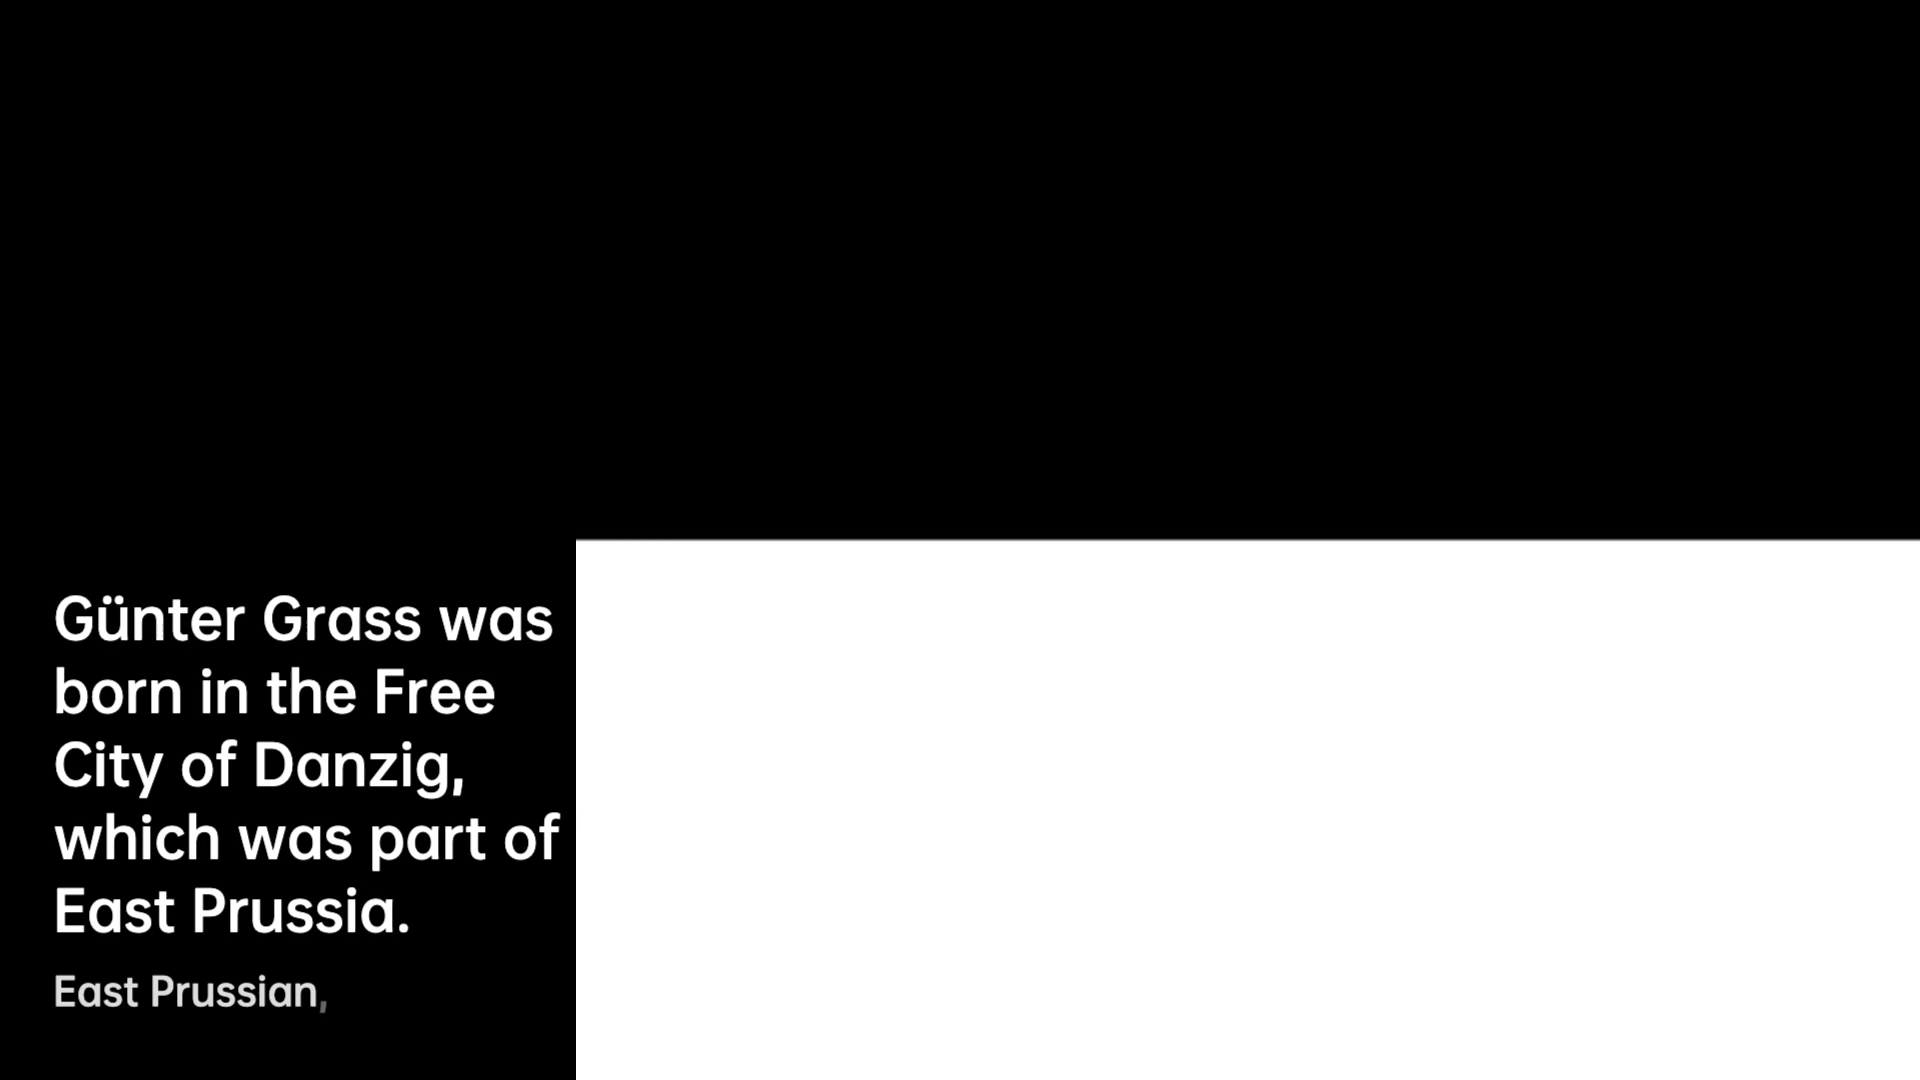 Günter Grass was
born in the Free
City of Danzig,
which was part of
East Prussia.
East Prussian,